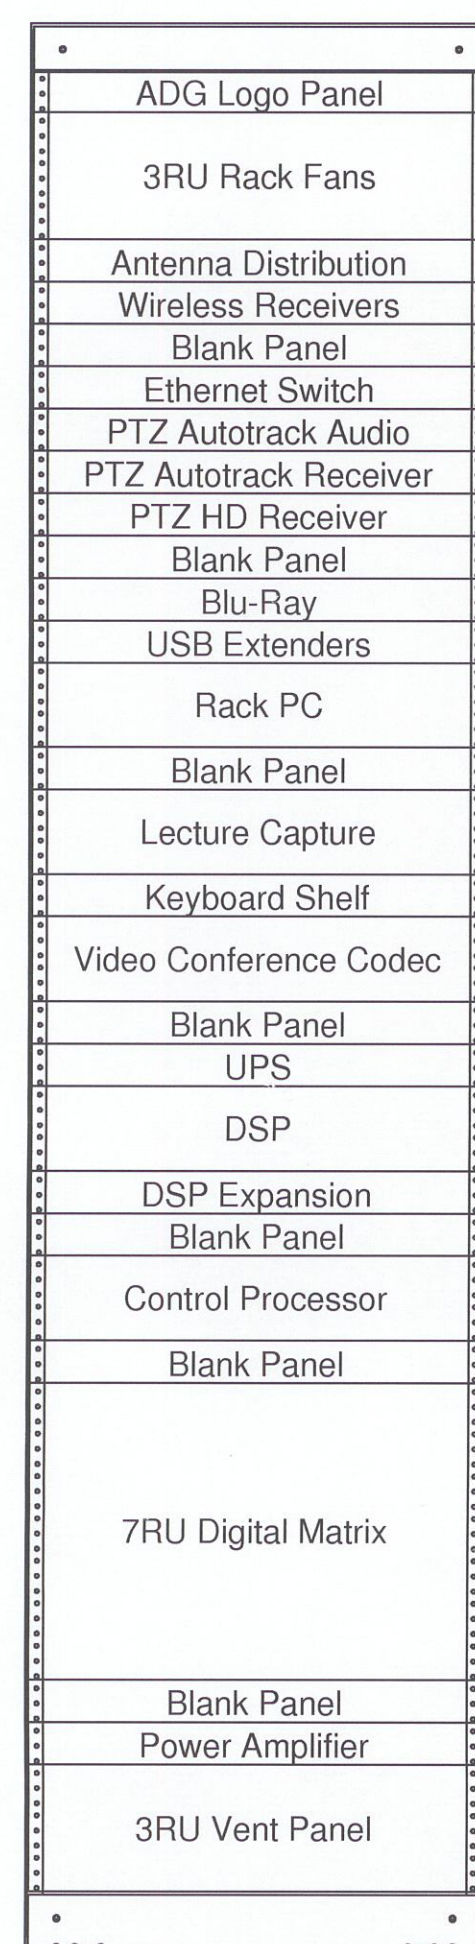 ADG Logo Panel
3RU Rack Fans
Antenna Distribution
Wireless Receivers
Blank Panel
Ethernet Switch
PTZ Autotrack Audio
PTZ Autotrack Receiver
PTZ HD Receiver
Blank Panel
Blu-Ray
USB Extenders
Rack PC
Blank Panel
Lecture Capture
Keyboard Shelf
Video Conference Codec
Blank Panel
UPS
DSP
DSP Expansion
Blank Panel
Control Processor
Blank Panel
7RU Digital Matrix
Blank Panel
Power Amplifier
3RU Vent Panel